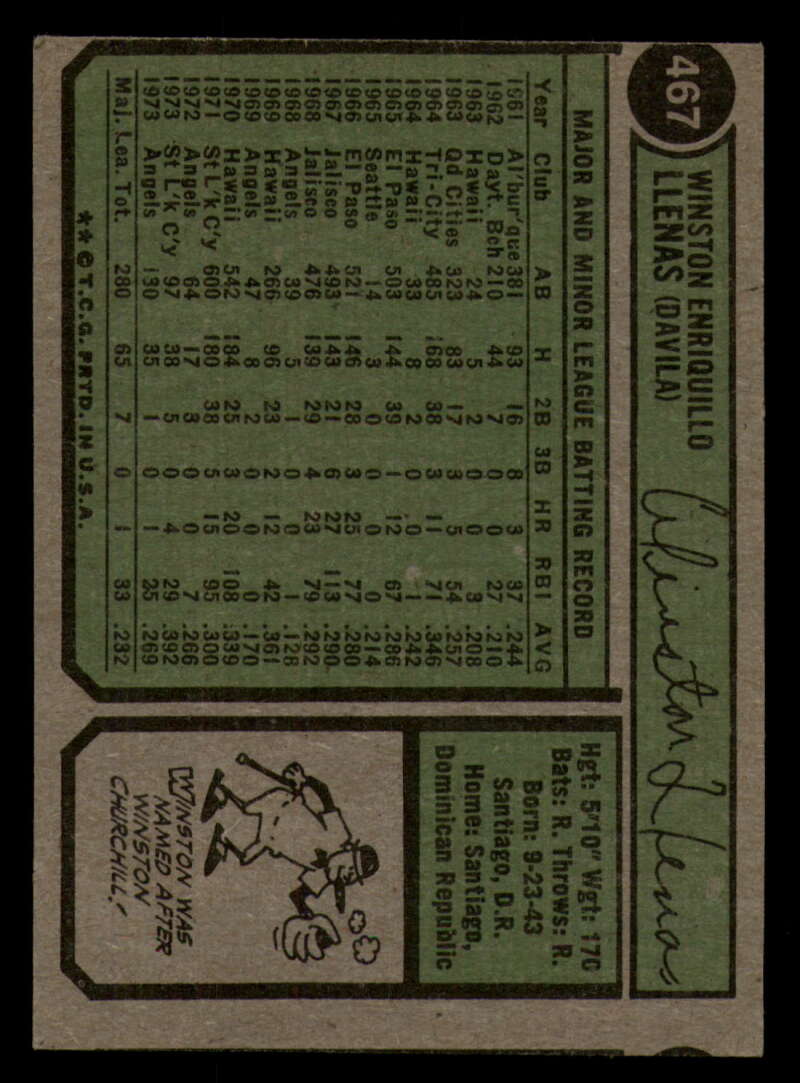 467
WINSTON ENRIQUILLO
LLENAS (DAVILA)
Winston Llenas
MAJOR AND MINOR LEAGUE BATTING RECORD
Year Club AB H 2B 3B HR RBI AVG
1961 Al'bur'que 381 93 16 8 3 37 .244
1962 Dayt. Bch 210 44 7 0 0 27 .210
1963 Hawaii 24 5 2 0 0 3 .208
1963 Qd Cities 323 83 17 3 5 54 .257
1964 Tri-City 485 168 38 3 11 71 .346
1964 Hawaii 33 8 2 0 0 1 .242
1965 El Paso 503 144 39 1 12 67 .286
1965 Seattle 14 3 0 0 0 0 .214
1966 El Paso 521 146 28 3 25 77 .280
1967 Jalisco 493 143 21 6 27 113 .290
1968 Jalisco 476 139 29 4 23 79 .292
1968 Angels 39 5 1 0 0 1 .128
1969 Hawaii 266 96 23 2 12 42 .361
1969 Angels 47 8 2 0 0 0 .170
1970 Hawaii 542 184 25 3 20 108 .339
1971 St L'k C'y 600 180 38 5 15 95 .300
1972 Angels 64 17 3 0 0 7 .266
1973 St L'k C'y 97 38 5 0 4 29 .392
1973 Angels 130 35 1 0 1 25 .269
Maj. Lea. Tot. 280 65 7 0 1 33 .232
**© T.C.G. PRTD. IN U.S.A.
Hgt: 5'10" Wgt: 170
Bats: R. Throws: R.
Born: 9-23-43
Santiago, D.R.
Home: Santiago,
Dominican Republic
WINSTON WAS
NAMED AFTER
WINSTON
CHURCHILL!